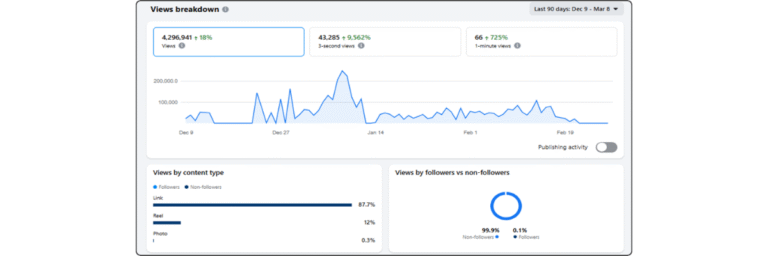 Views breakdown
Last 90 days: Dec 9 – Mar 8
4,296,941 ↑ 18%
Views
43,285 ↑ 9,562%
3-second views
66 ↑ 725%
1-minute views
200,000.0
100,000
Dec 9
Dec 27
Jan 14
Feb 1
Feb 19
Publishing activity
Views by content type
Followers
Non-followers
Link
87.7%
Reel
12%
Photo
0.3%
Views by followers vs non-followers
99.9%
0.1%
Non-followers
Followers